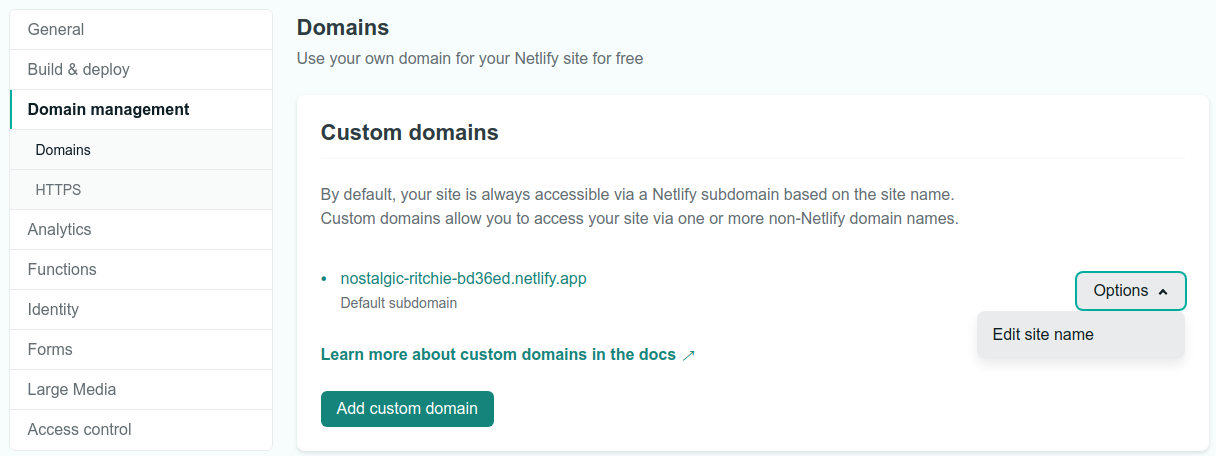 General
Build & deploy
Domain management
Domains
HTTPS
Analytics
Functions
Identity
Forms
Large Media
Access control
Domains
Use your own domain for your Netlify site for free
Custom domains
By default, your site is always accessible via a Netlify subdomain based on the site name.
Custom domains allow you to access your site via one or more non-Netlify domain names.
• nostalgic-ritchie-bd36ed.netlify.app
Default subdomain
Options
Edit site name
Learn more about custom domains in the docs ↗
Add custom domain